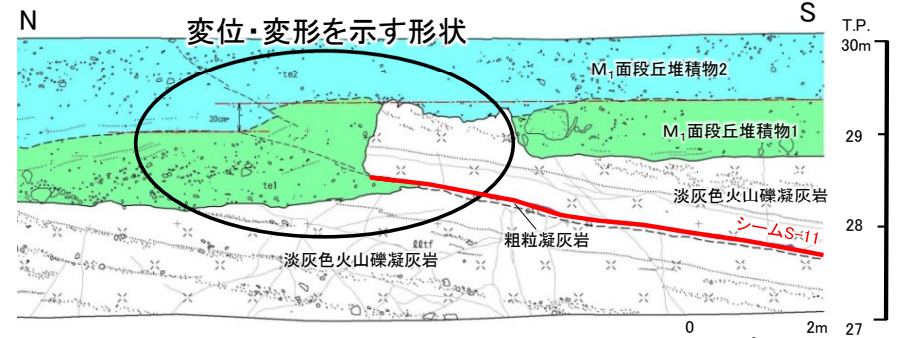 N
S
変位・変形を示す形状
T.P.
30m
te2
M₁面段丘堆積物2
30cm
M₁面段丘堆積物1
29
te1
淡灰色火山礫凝灰岩
シームS-11
28
粗粒凝灰岩
ℓℓtf
淡灰色火山礫凝灰岩
0
2m
27